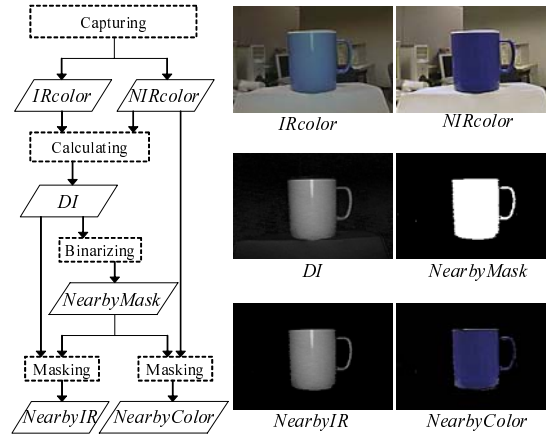 Capturing
IRcolor
NIRcolor
Calculating
DI
Binarizing
NearbyMask
Masking
Masking
NearbyIR
NearbyColor
IRcolor
NIRcolor
DI
NearbyMask
NearbyIR
NearbyColor